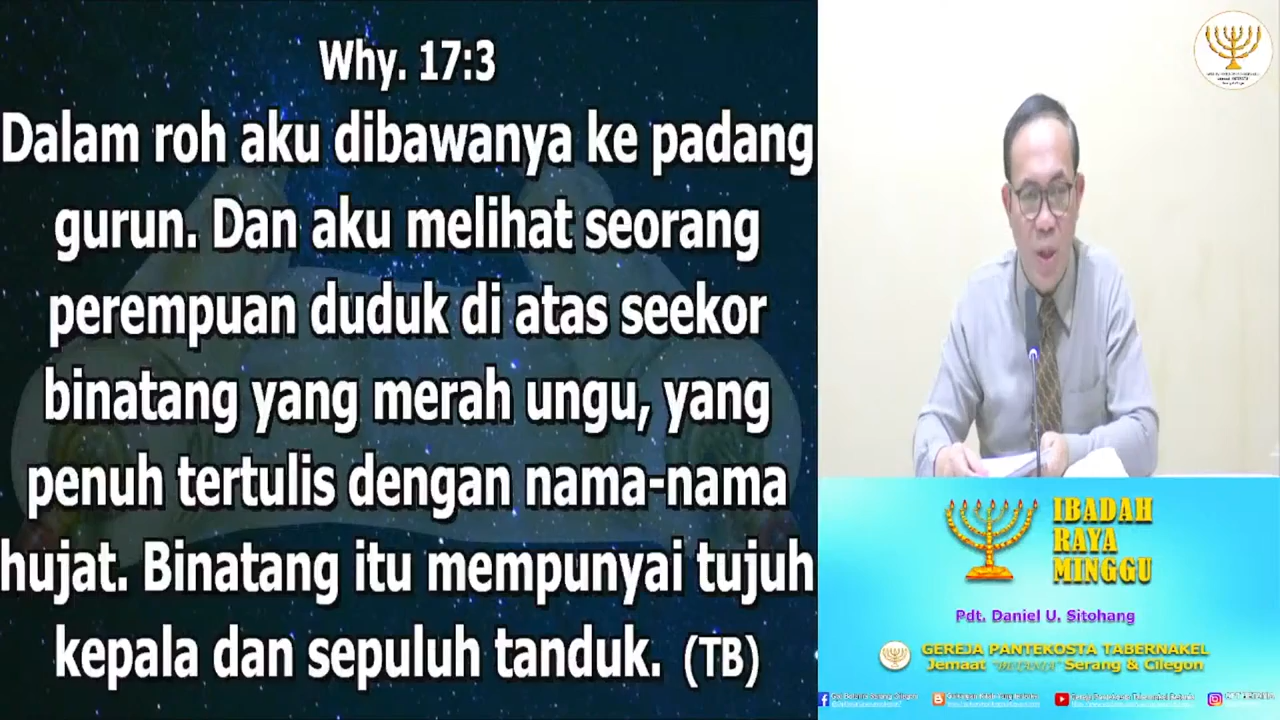 Why. 17:3
Dalam roh aku dibawanya ke padang
gurun. Dan aku melihat seorang
perempuan duduk di atas seekor
binatang yang merah ungu, yang
penuh tertulis dengan nama-nama
hujat. Binatang itu mempunyai tujuh
kepala dan sepuluh tanduk. (TB)
IBADAH
RAYA
MINGGU
Pdt. Daniel U. Sitohang
GEREJA PANTEKOSTA TABERNAKEL
Jemaat "BETANIA" Serang & Cilegon